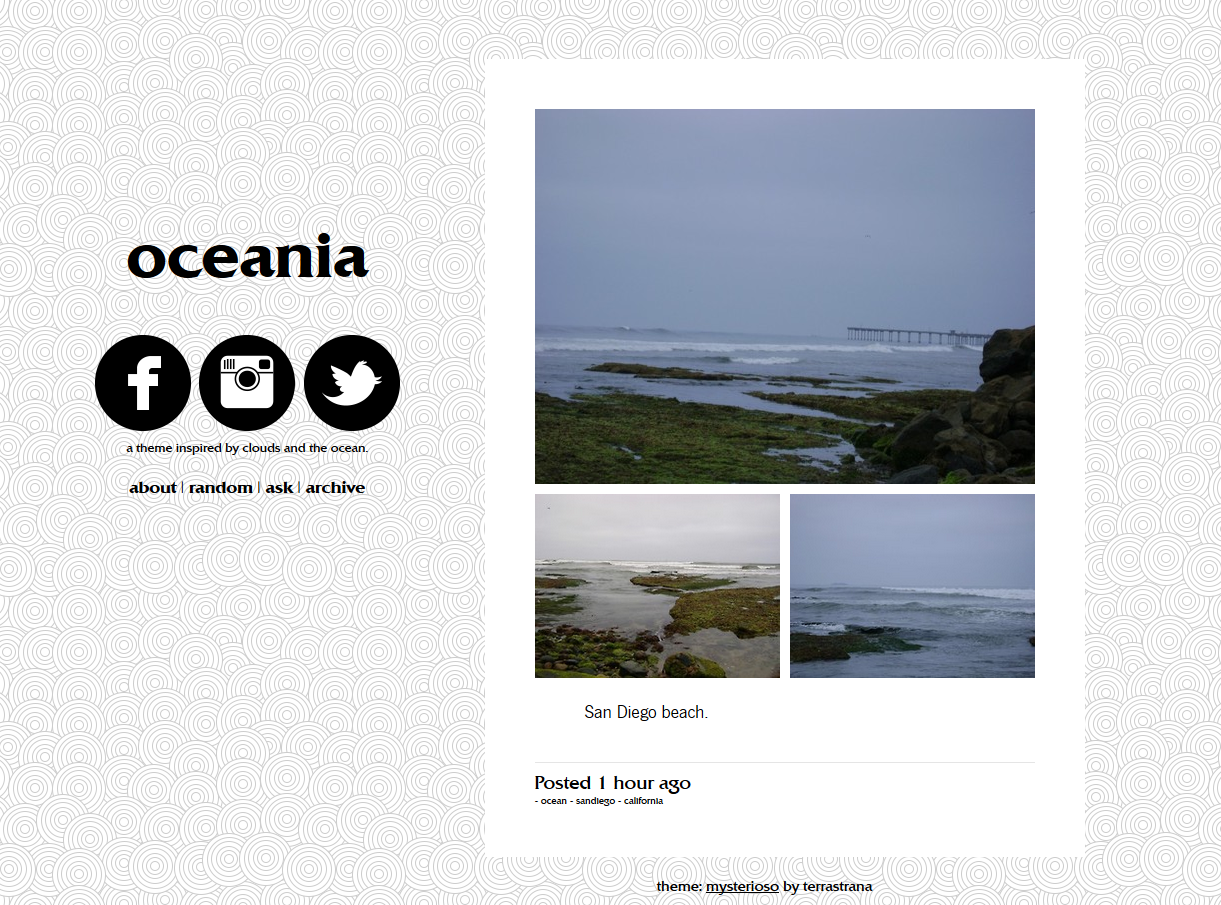 oceania
a theme inspired by clouds and the ocean.
about | random | ask | archive
San Diego beach.
Posted 1 hour ago
- ocean - sandiego - california
theme: mysterioso by terrastrana